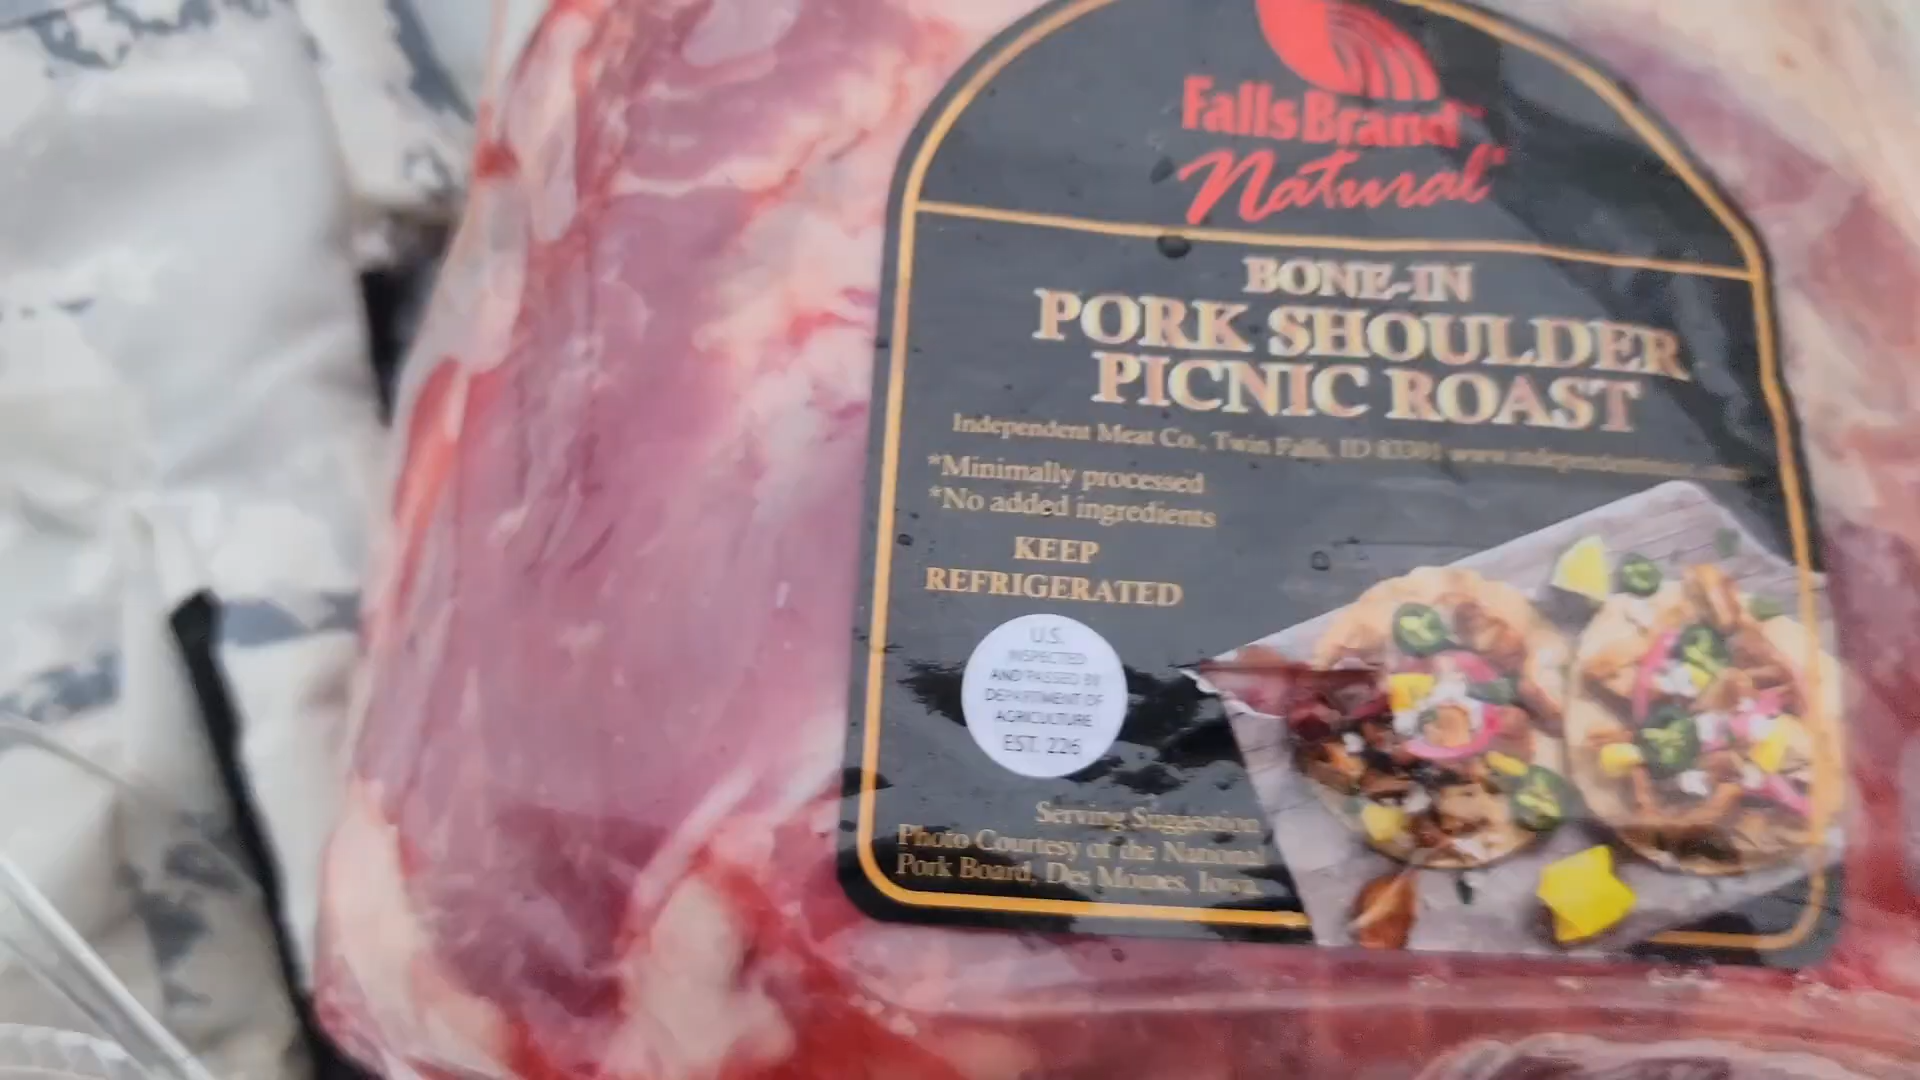 FallsBrand™
Natural*
BONE-IN
PORK SHOULDER
PICNIC ROAST
Independent Meat Co., Twin Falls, ID 83301
*Minimally processed
*No added ingredients
KEEP
REFRIGERATED
U.S.
INSPECTED
AND PASSED BY
DEPARTMENT OF
AGRICULTURE
EST. 226
Serving Suggestion
Photo Courtesy of the National
Pork Board, Des Moines, Iowa.